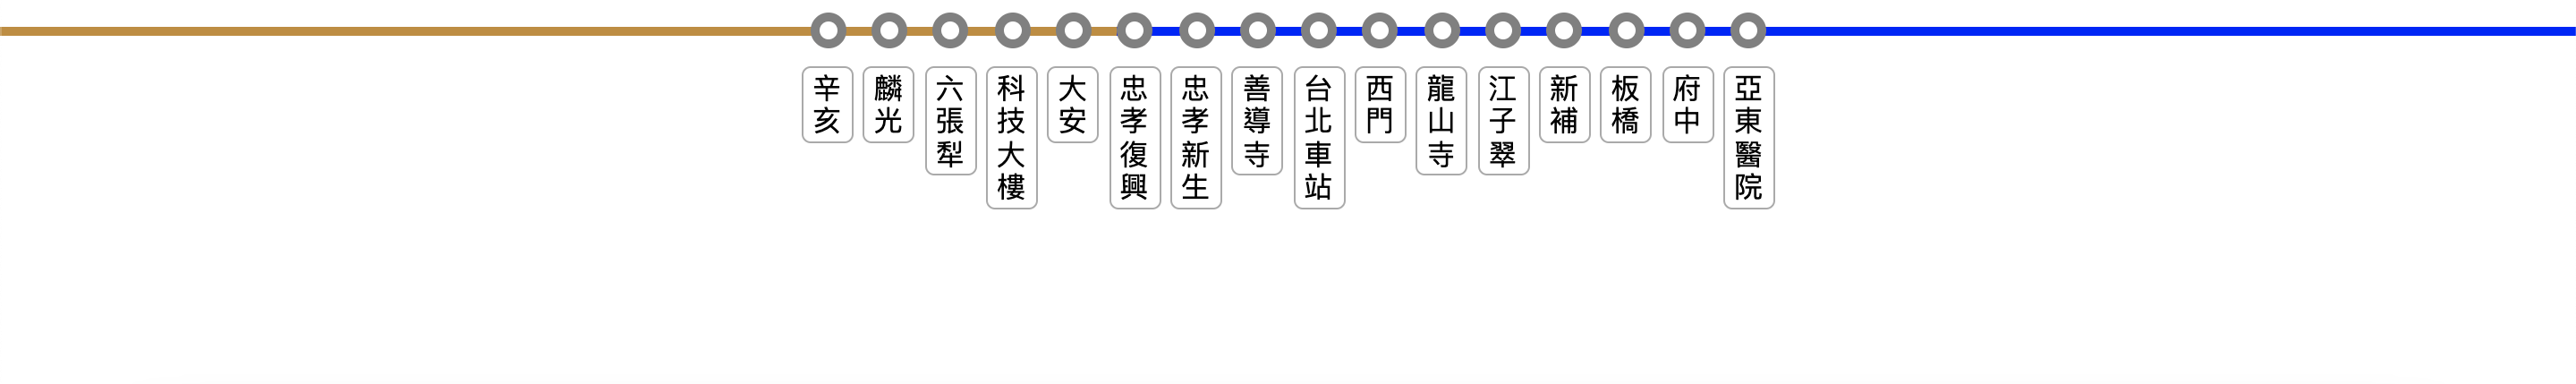 辛亥
麟光
六張犁
科技大樓
大安
忠孝復興
忠孝新生
善導寺
台北車站
西門
龍山寺
江子翠
新補
板橋
府中
亞東醫院